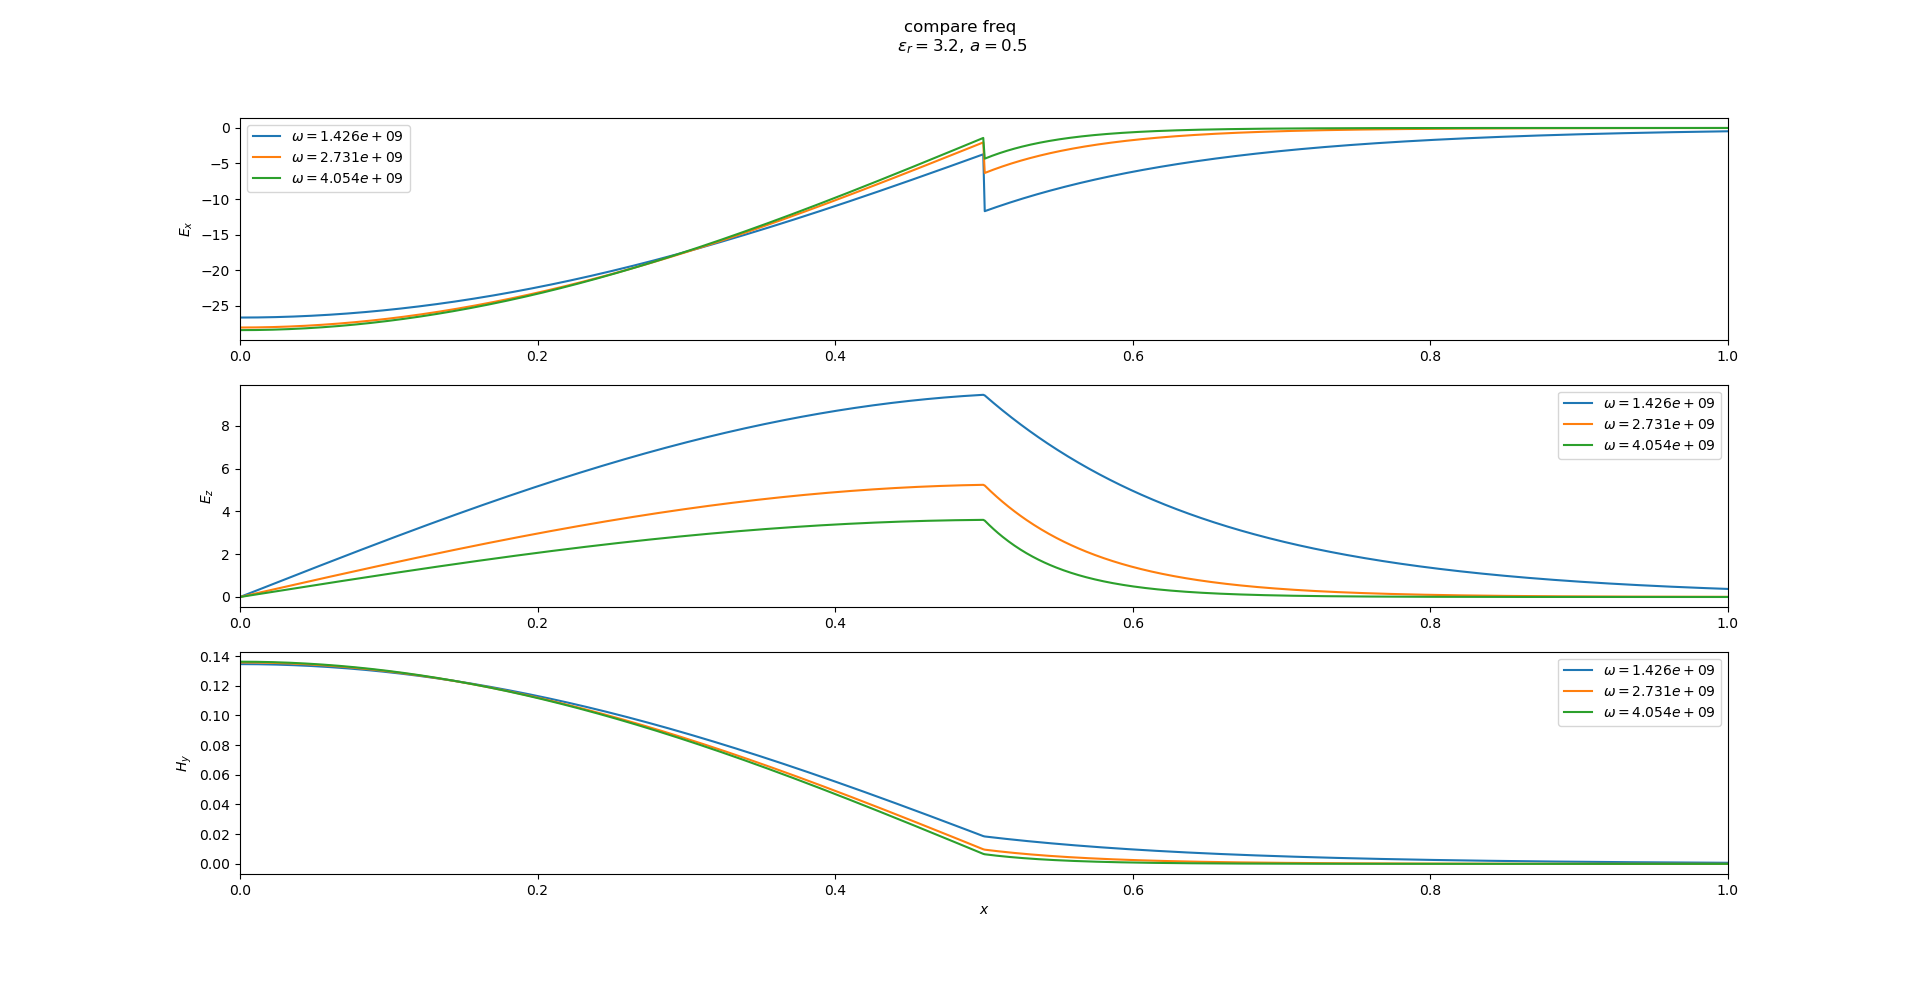 compare freq
εr = 3.2, a = 0.5
0
−5
−10
−15
−20
−25
Ex
ω = 1.426e + 09
ω = 2.731e + 09
ω = 4.054e + 09
0.0 0.2 0.4 0.6 0.8 1.0
8
6
4
2
0
Ez
ω = 1.426e + 09
ω = 2.731e + 09
ω = 4.054e + 09
0.0 0.2 0.4 0.6 0.8 1.0
0.14
0.12
0.10
0.08
0.06
0.04
0.02
0.00
Hy
ω = 1.426e + 09
ω = 2.731e + 09
ω = 4.054e + 09
0.0 0.2 0.4 0.6 0.8 1.0
x